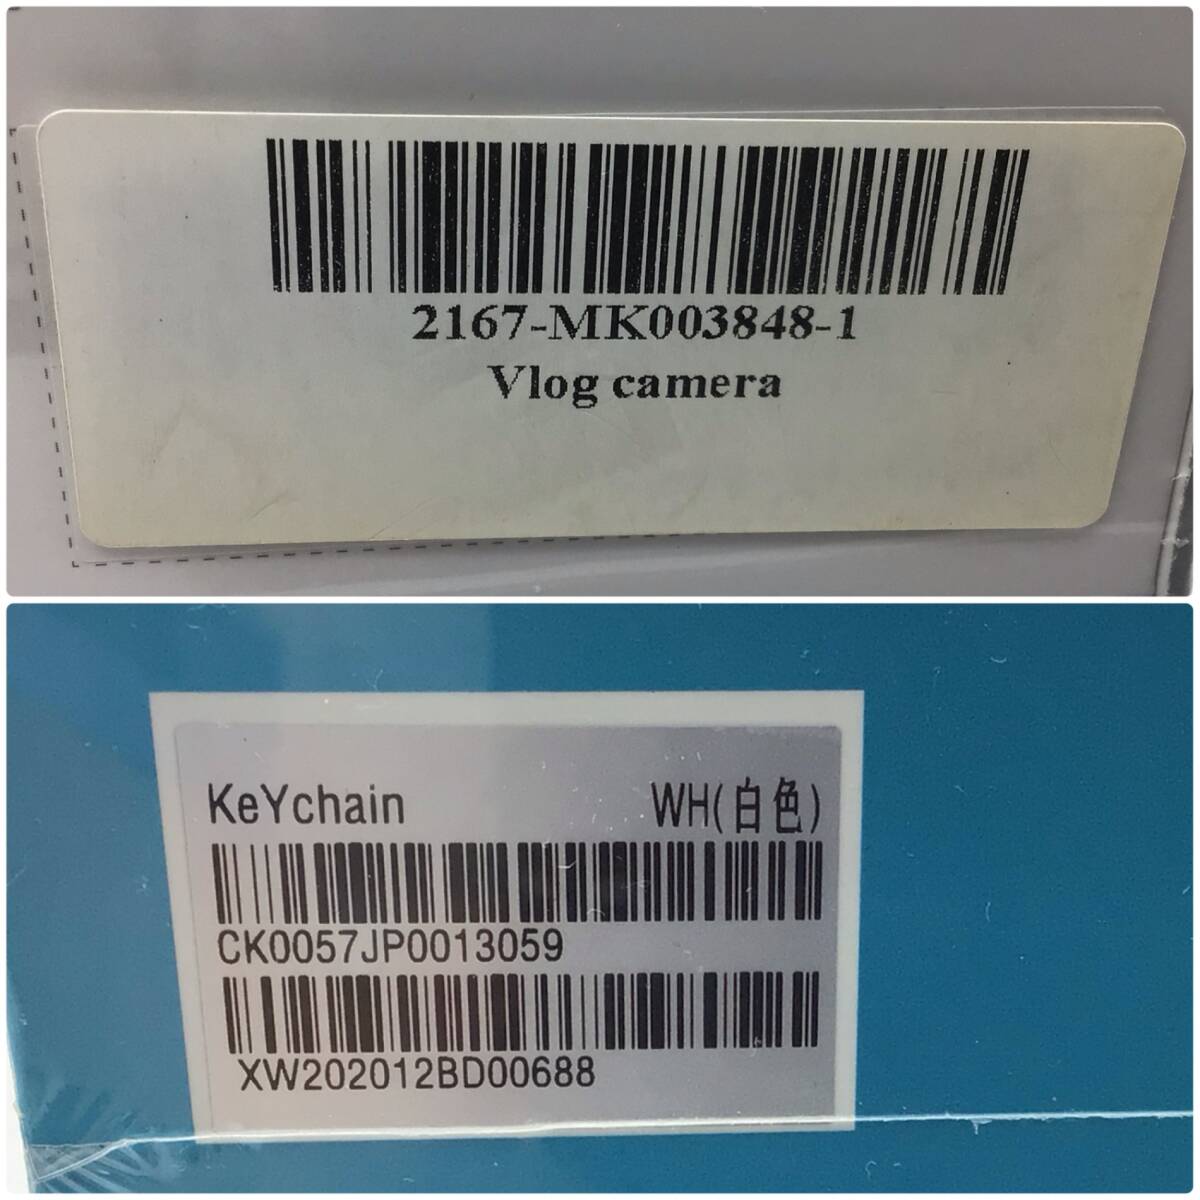 2167-MK003848-1
Vlog camera
KeYchain WH(白色)
CK0057JP0013059
XW202012BD00688